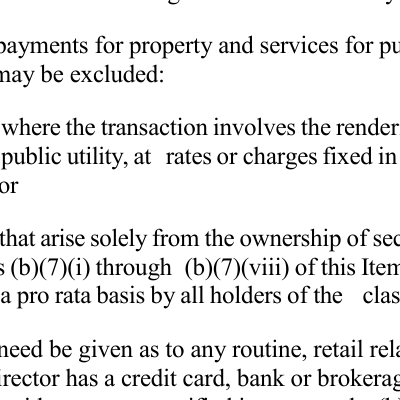 payments for property and services for pu
may be excluded:
where the transaction involves the render
public utility, at rates or charges fixed in
or
that arise solely from the ownership of sec
s (b)(7)(i) through (b)(7)(viii) of this Item
a pro rata basis by all holders of the clas
need be given as to any routine, retail rela
irector has a credit card, bank or brokerag